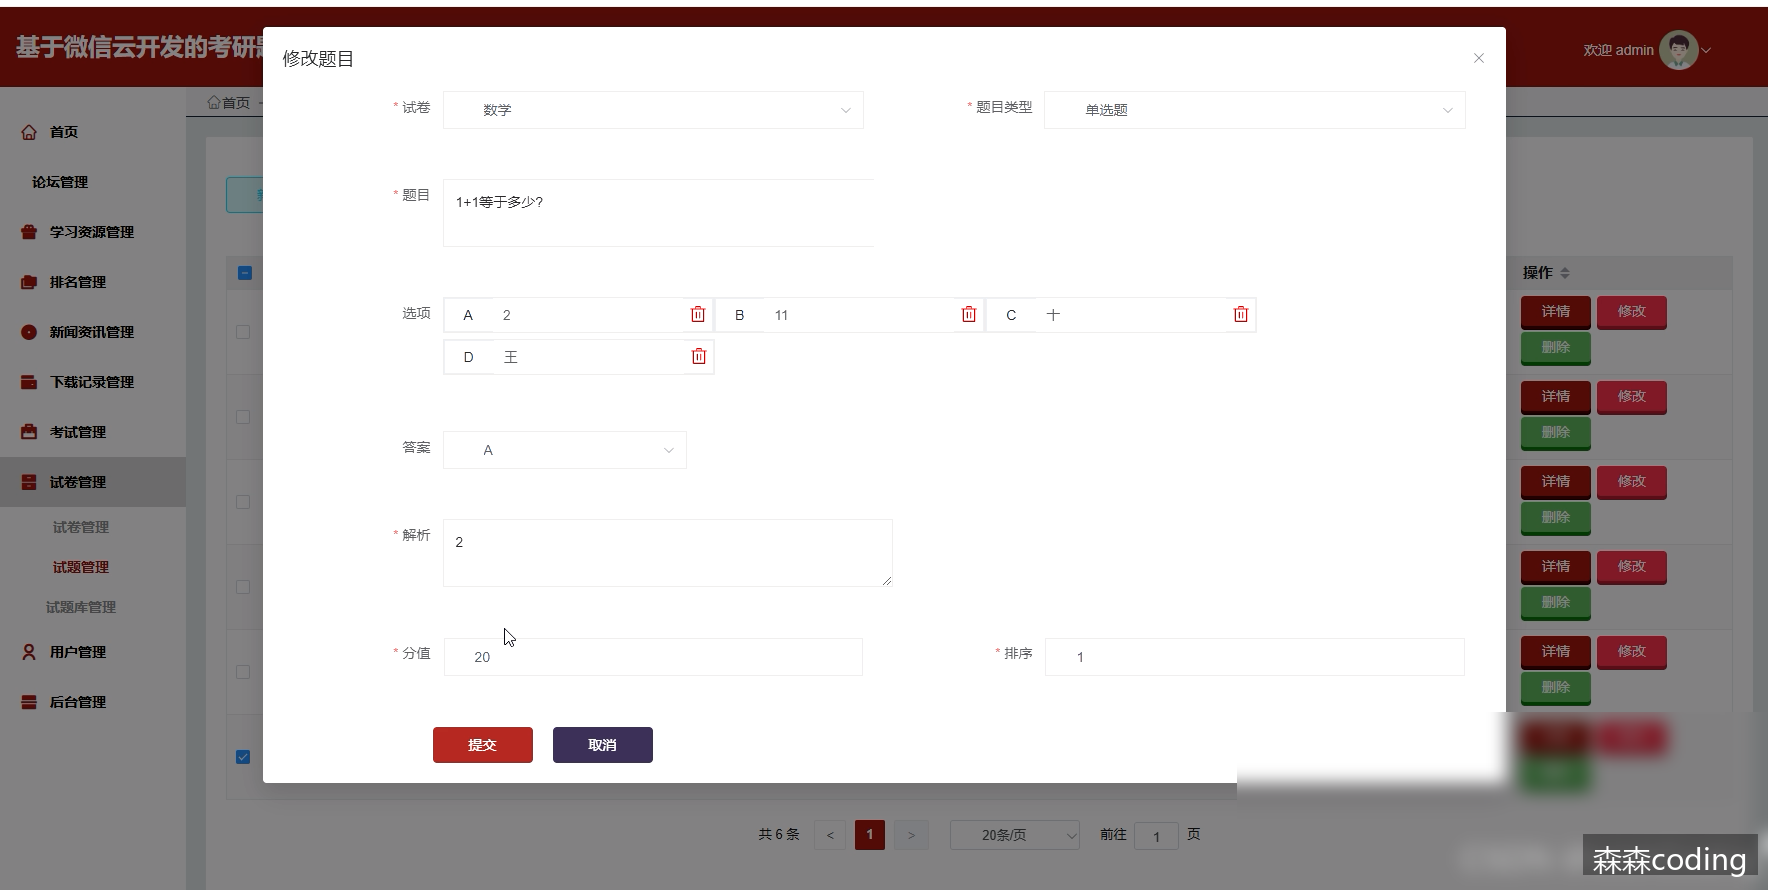 基于微信云开发的考研
欢迎 admin
修改题目
首页
首页
论坛管理
学习资源管理
排名管理
新闻资讯管理
下载记录管理
考试管理
试卷管理
试卷管理
试题管理
试题库管理
用户管理
后台管理
* 试卷 数学
* 题目类型 单选题
* 题目 1+1等于多少?
选项 A 2 B 11 C 十
D 王
答案 A
* 解析 2
* 分值 20
* 排序 1
提交 取消
操作
详情 修改
删除
详情 修改
删除
详情 修改
删除
详情 修改
删除
详情 修改
删除
共 6 条 < 1 > 20条/页 前往 1 页
森森coding